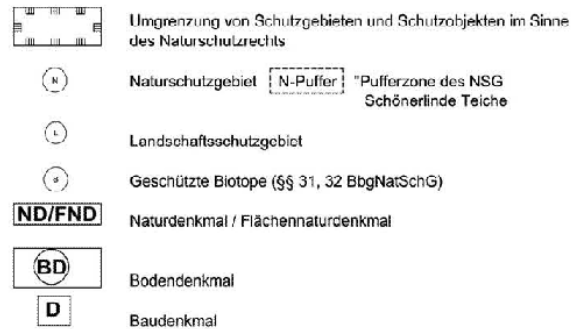 Umgrenzung von Schutzgebieten und Schutzobjekten im Sinne
des Naturschutzrechts
N Naturschutzgebiet N-Puffer "Pufferzone des NSG
Schönerlinde Teiche
L Landschaftsschutzgebiet
Geschützte Biotope (§§ 31, 32 BbgNatSchG)
ND/FND Naturdenkmal / Flächennaturdenkmal
BD Bodendenkmal
D Baudenkmal